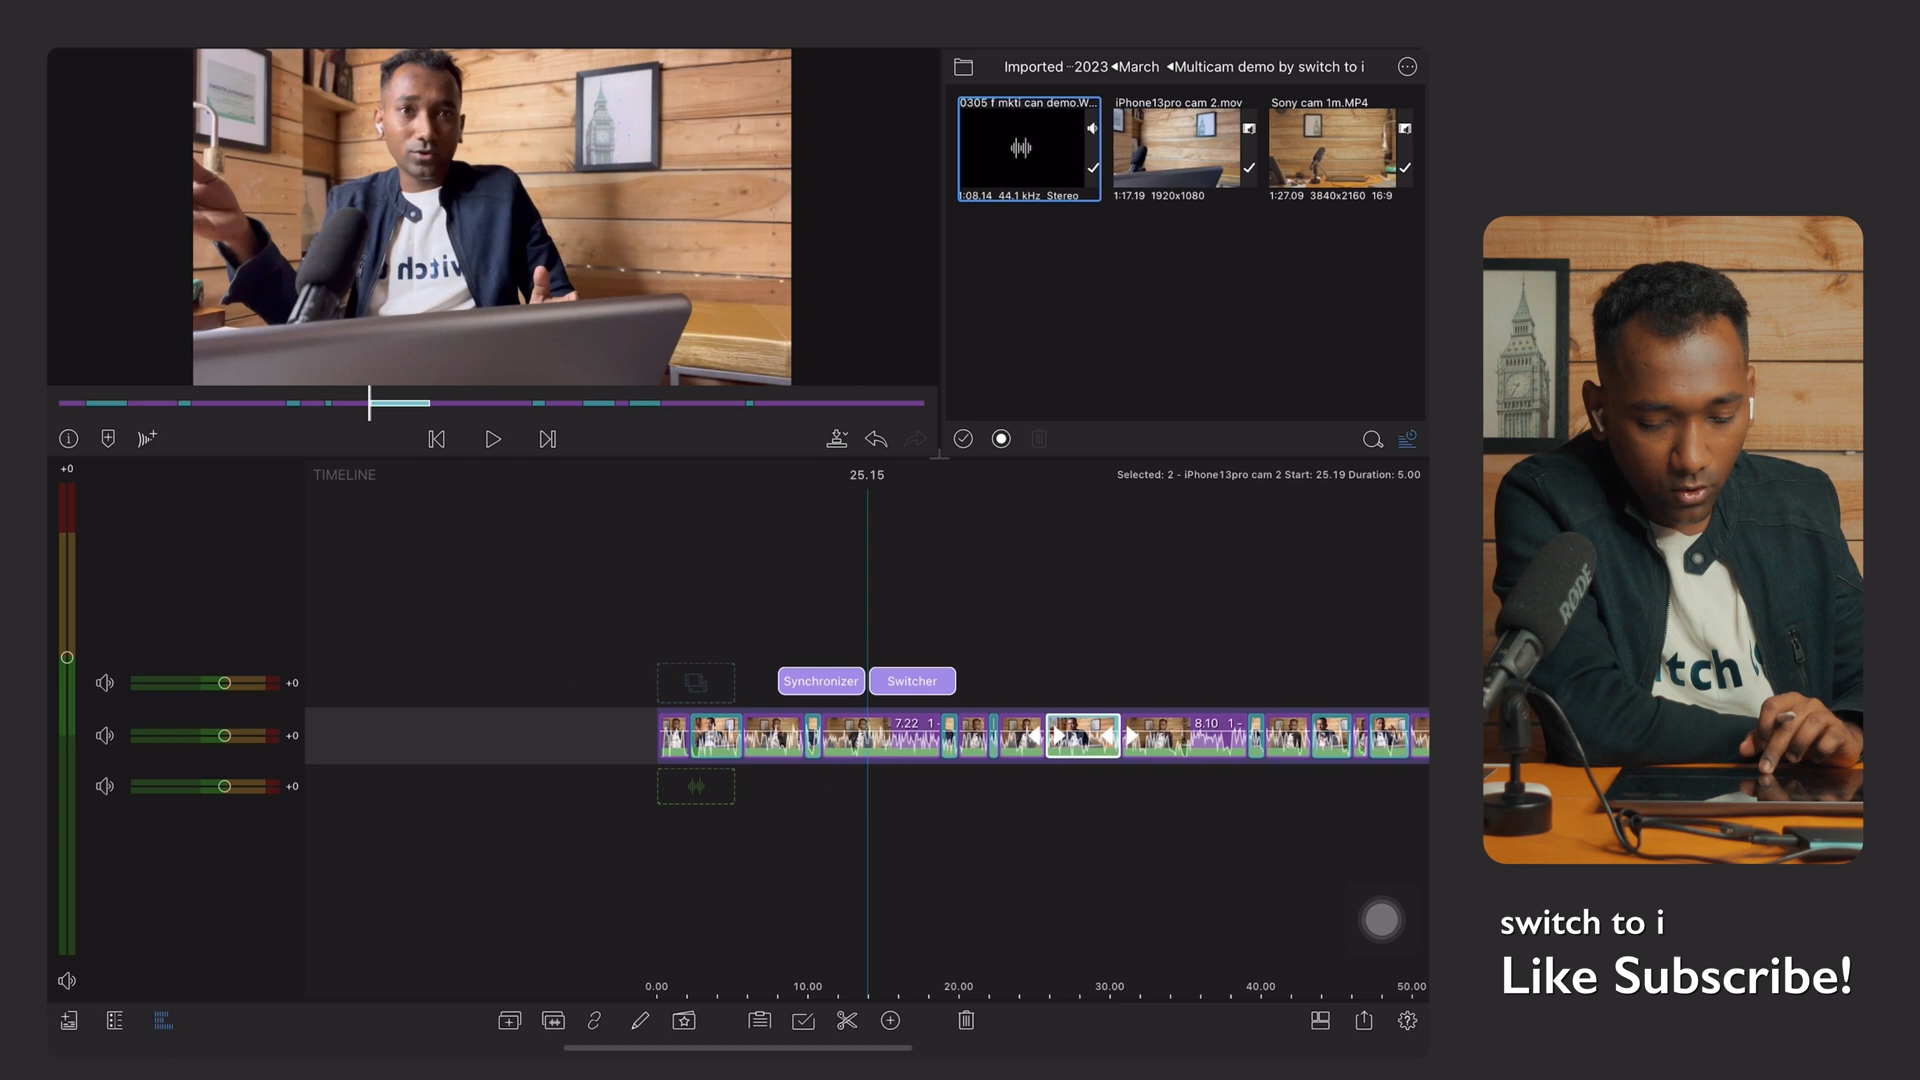 Imported ··2023 ◂March ◂Multicam demo by switch to i
0305 f mkti can demo.W...
iPhone13pro cam 2.mov
Sony cam 1m.MP4
1:08.14 44.1 kHz Stereo
1:17.19 1920x1080
1:27.09 3840x2160 16:9
+0
TIMELINE
25.15
Selected: 2 - iPhone13pro cam 2 Start: 25.19 Duration: 5.00
Synchronizer
Switcher
+0
7.22 1-
8.10 1.-
+0
+0
0.00
10.00
20.00
30.00
40.00
50.00
RØDE
switch to i
Like Subscribe!